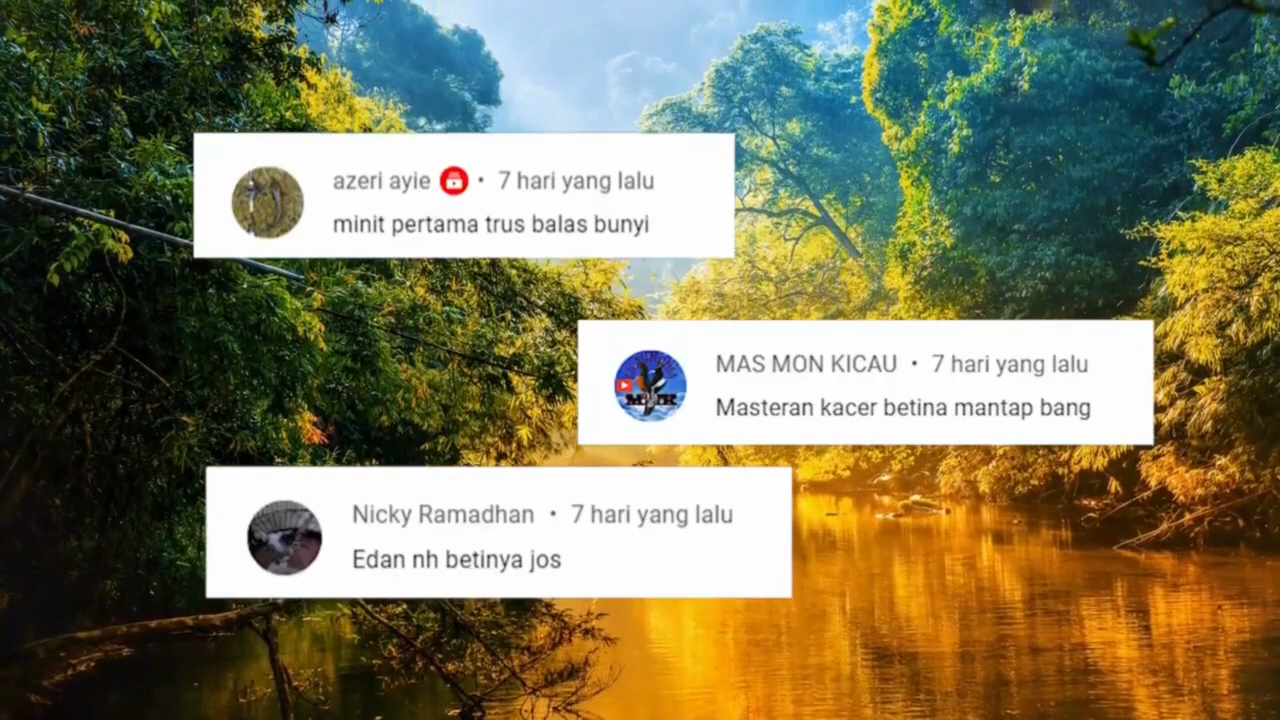 azeri ayie • 7 hari yang lalu
minit pertama trus balas bunyi
MAS MON KICAU • 7 hari yang lalu
Masteran kacer betina mantap bang
Nicky Ramadhan • 7 hari yang lalu
Edan nh betinya jos